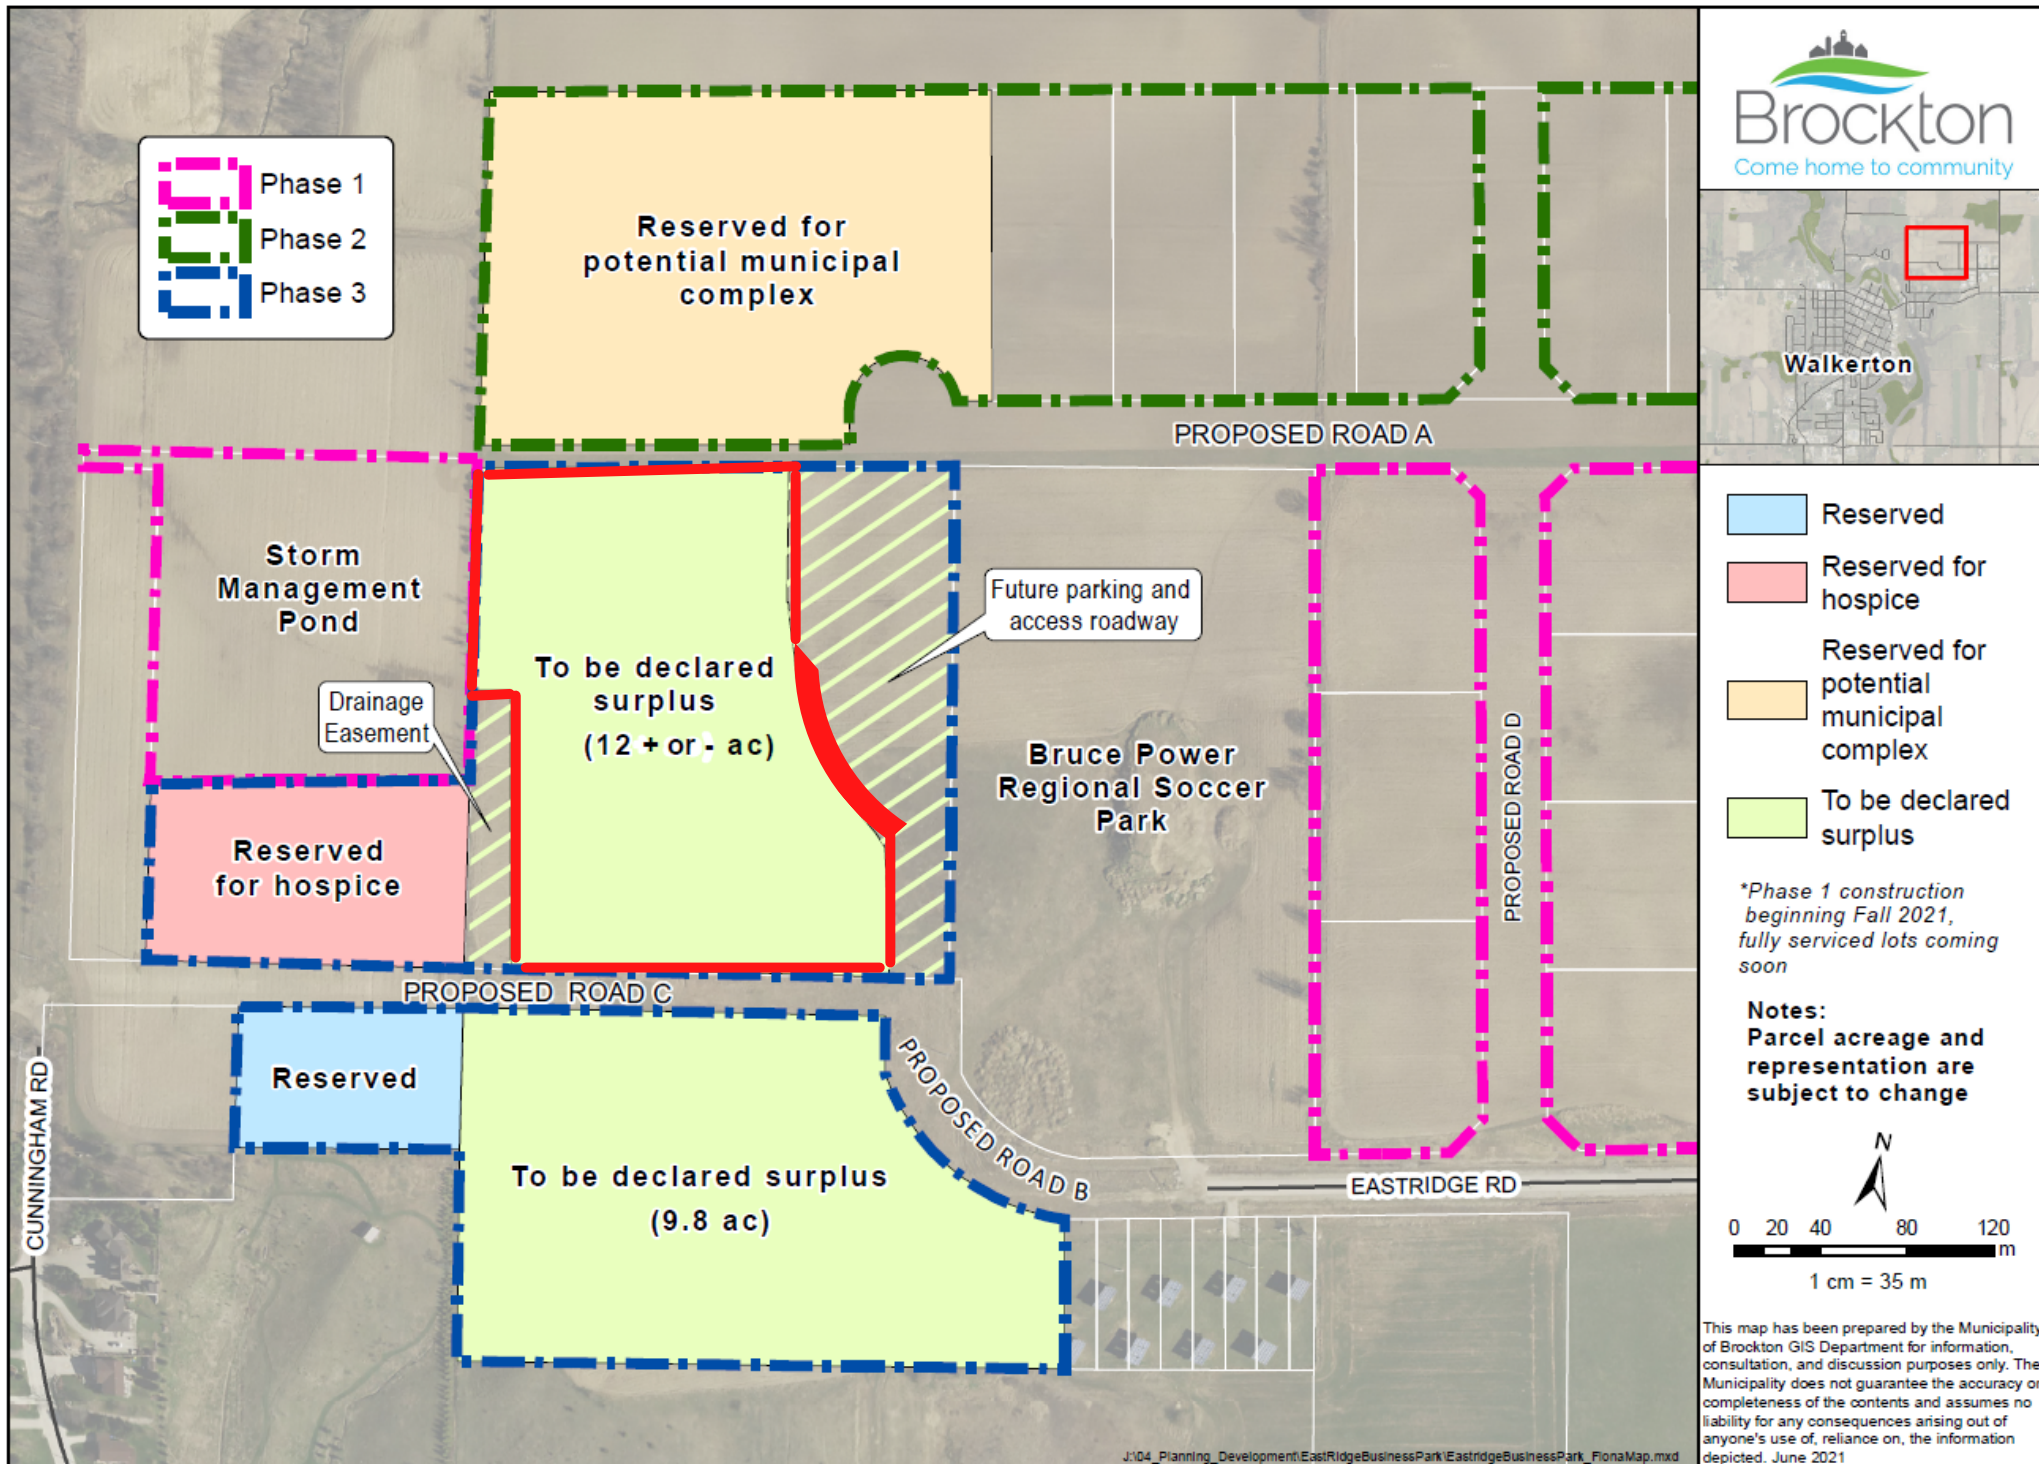 Phase 1
Phase 2
Phase 3
Reserved for
potential municipal
complex
PROPOSED ROAD A
Storm
Management
Pond
Future parking and
access roadway
To be declared
surplus
(12 + or - ac)
Drainage
Easement
Bruce Power
Regional Soccer
Park
PROPOSED ROAD D
Reserved
for hospice
PROPOSED ROAD C
Reserved
PROPOSED ROAD B
CUNNINGHAM RD
To be declared surplus
(9.8 ac)
EASTRIDGE RD
J:\04_Planning_Development\EastRidgeBusinessPark\EastridgeBusinessPark_FionaMap.mxd
Brockton
Come home to community
Walkerton
Reserved
Reserved for
hospice
Reserved for
potential
municipal
complex
To be declared
surplus
*Phase 1 construction
beginning Fall 2021,
fully serviced lots coming
soon
Notes:
Parcel acreage and
representation are
subject to change
N
0 20 40 80 120
m
1 cm = 35 m
This map has been prepared by the Municipality
of Brockton GIS Department for information,
consultation, and discussion purposes only. The
Municipality does not guarantee the accuracy or
completeness of the contents and assumes no
liability for any consequences arising out of
anyone's use of, reliance on, the information
depicted. June 2021